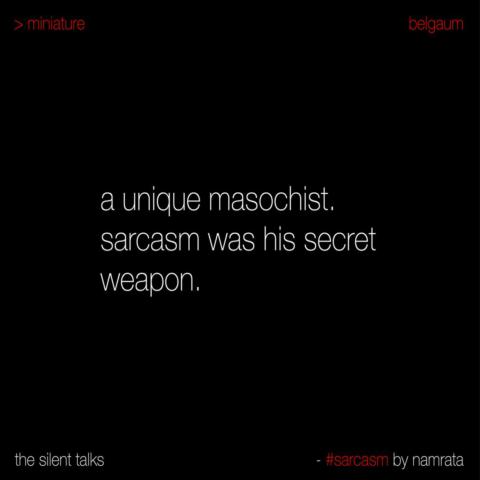 > miniature
belgaum
a unique masochist.
sarcasm was his secret
weapon.
the silent talks
- #sarcasm by namrata